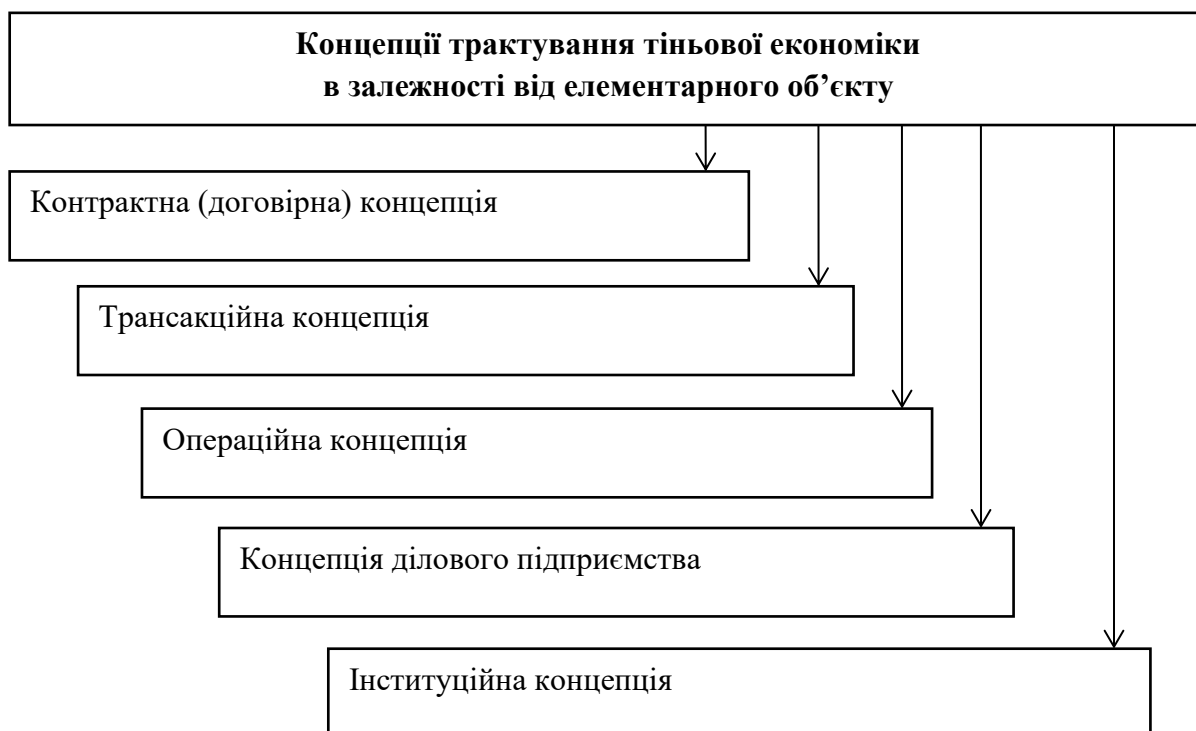 Концепції трактування тіньової економіки
в залежності від елементарного об’єкту
Контрактна (договірна) концепція
Трансакційна концепція
Операційна концепція
Концепція ділового підприємства
Інституційна концепція